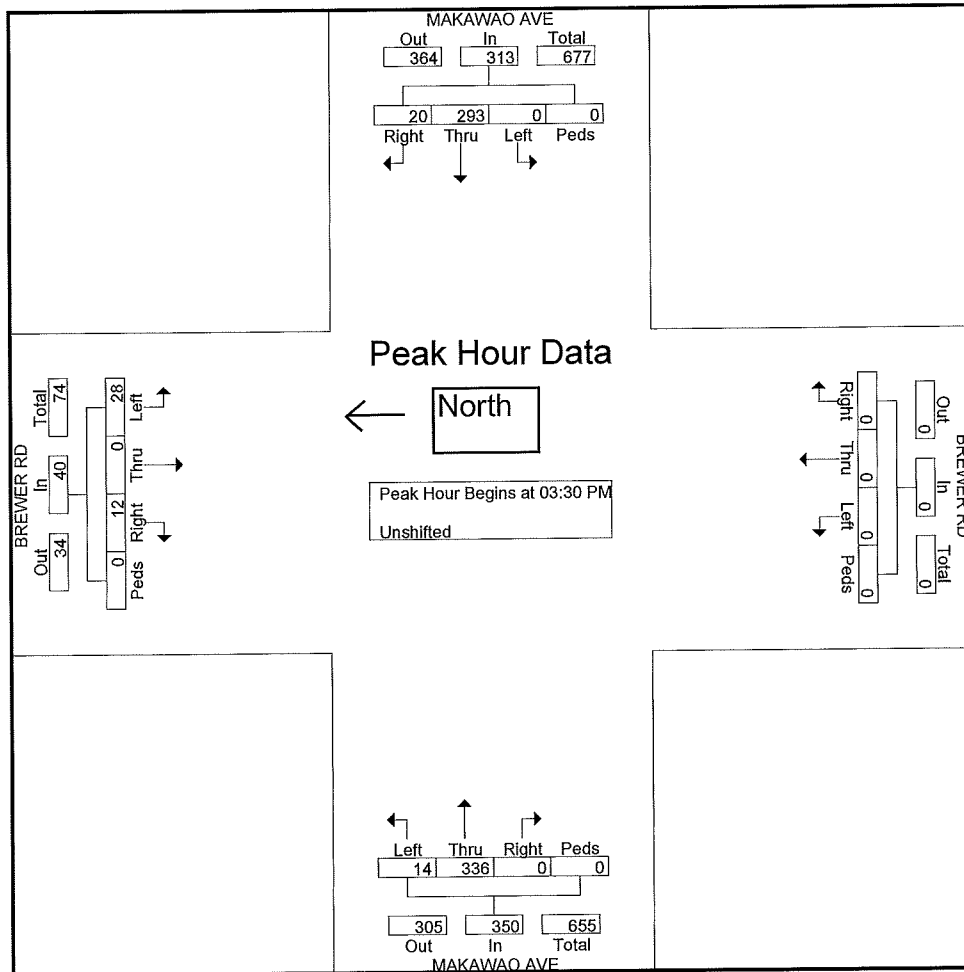 MAKAWAO AVE
Out In Total
364 313 677
20 293 0 0
Right Thru Left Peds
Peak Hour Data
North
Peak Hour Begins at 03:30 PM
Unshifted
BREWER RD
Total In Out
74 40 34
28 0 12 0
Left Thru Right Peds
Right Thru Left Peds
0 0 0 0
Out In Total
0 0 0
BREWER RD
Left Thru Right Peds
14 336 0 0
305 350 655
Out In Total
MAKAWAO AVE